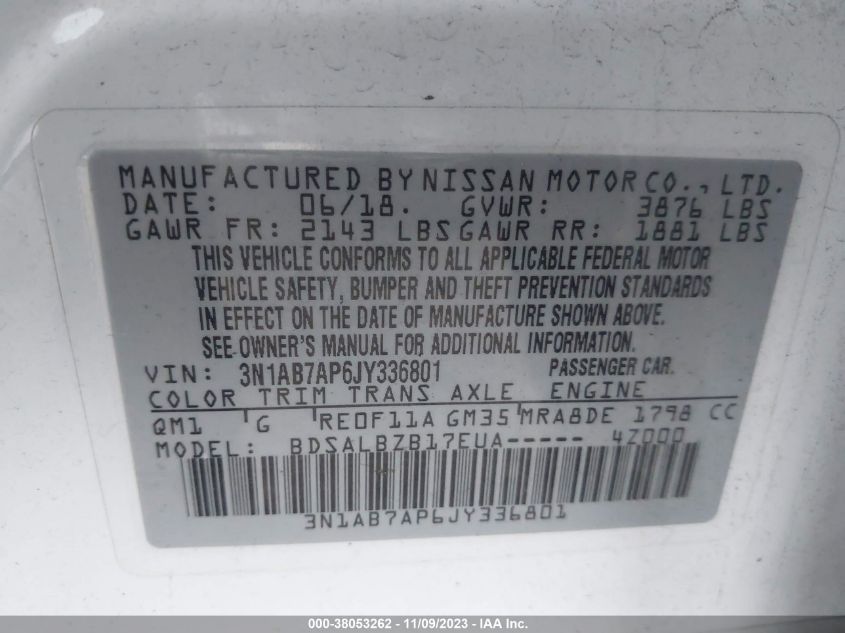 MANUFACTURED BY NISSAN MOTOR CO., LTD.
DATE: 06/18. GVWR: 3876 LBS
GAWR FR: 2143 LBS GAWR RR: 1881 LBS
THIS VEHICLE CONFORMS TO ALL APPLICABLE FEDERAL MOTOR
VEHICLE SAFETY, BUMPER AND THEFT PREVENTION STANDARDS
IN EFFECT ON THE DATE OF MANUFACTURE SHOWN ABOVE.
SEE OWNER'S MANUAL FOR ADDITIONAL INFORMATION.
VIN: 3N1AB7AP6JY336801 PASSENGER CAR.
COLOR TRIM TRANS AXLE ENGINE
QM1 G RE0F11A GM35 MRA8DE 1798 CC
MODEL: BDSALBZB17EUA----- 4Z000
3N1AB7AP6JY336801
000-38053262 - 11/09/2023 - IAA Inc.